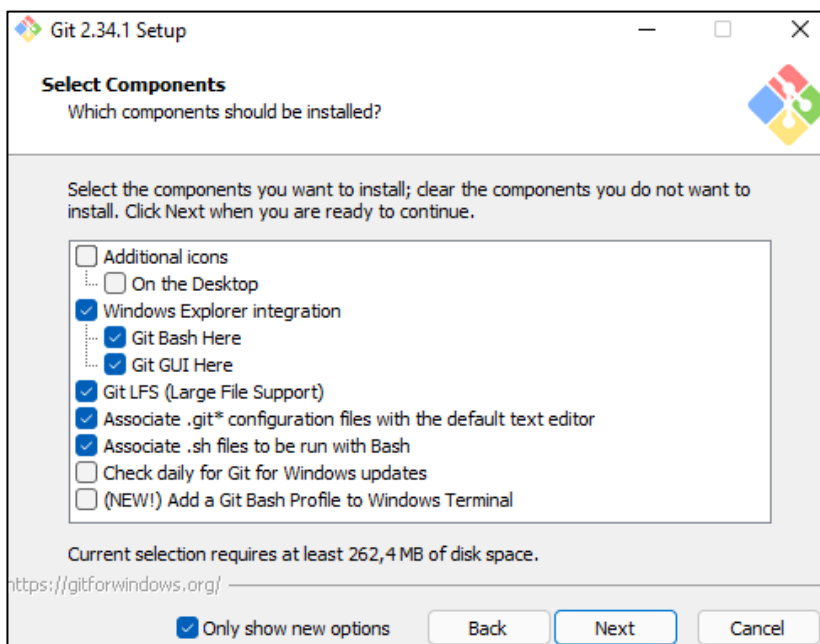 Git 2.34.1 Setup
Select Components
Which components should be installed?
Select the components you want to install; clear the components you do not want to
install. Click Next when you are ready to continue.
Additional icons
On the Desktop
Windows Explorer integration
Git Bash Here
Git GUI Here
Git LFS (Large File Support)
Associate .git* configuration files with the default text editor
Associate .sh files to be run with Bash
Check daily for Git for Windows updates
(NEW!) Add a Git Bash Profile to Windows Terminal
Current selection requires at least 262,4 MB of disk space.
https://gitforwindows.org/
Only show new options
Back
Next
Cancel